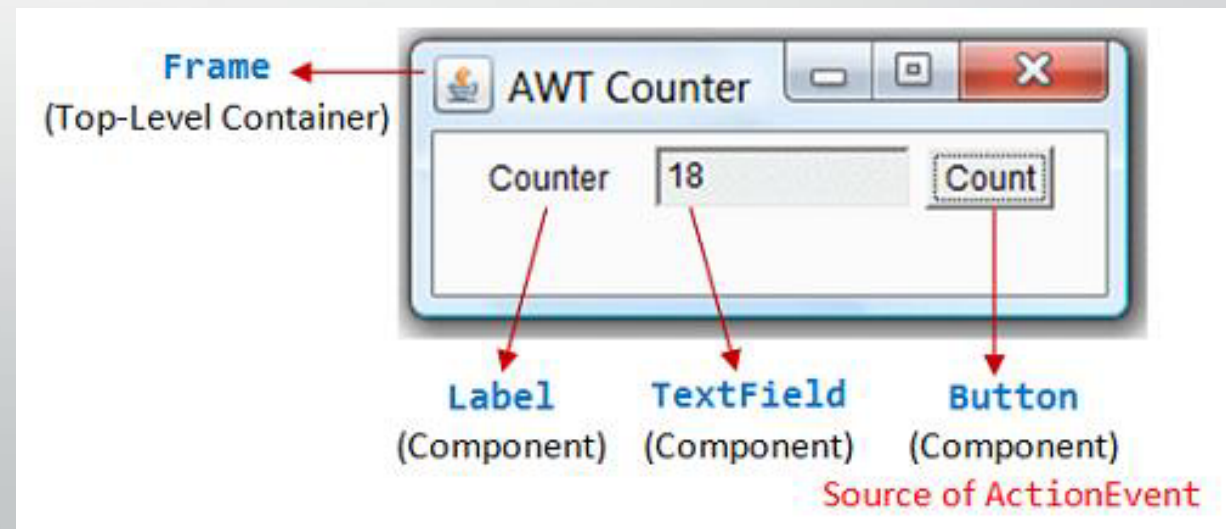 Frame
(Top-Level Container)
AWT Counter
Counter
18
Count
Label
(Component)
TextField
(Component)
Button
(Component)
Source of ActionEvent